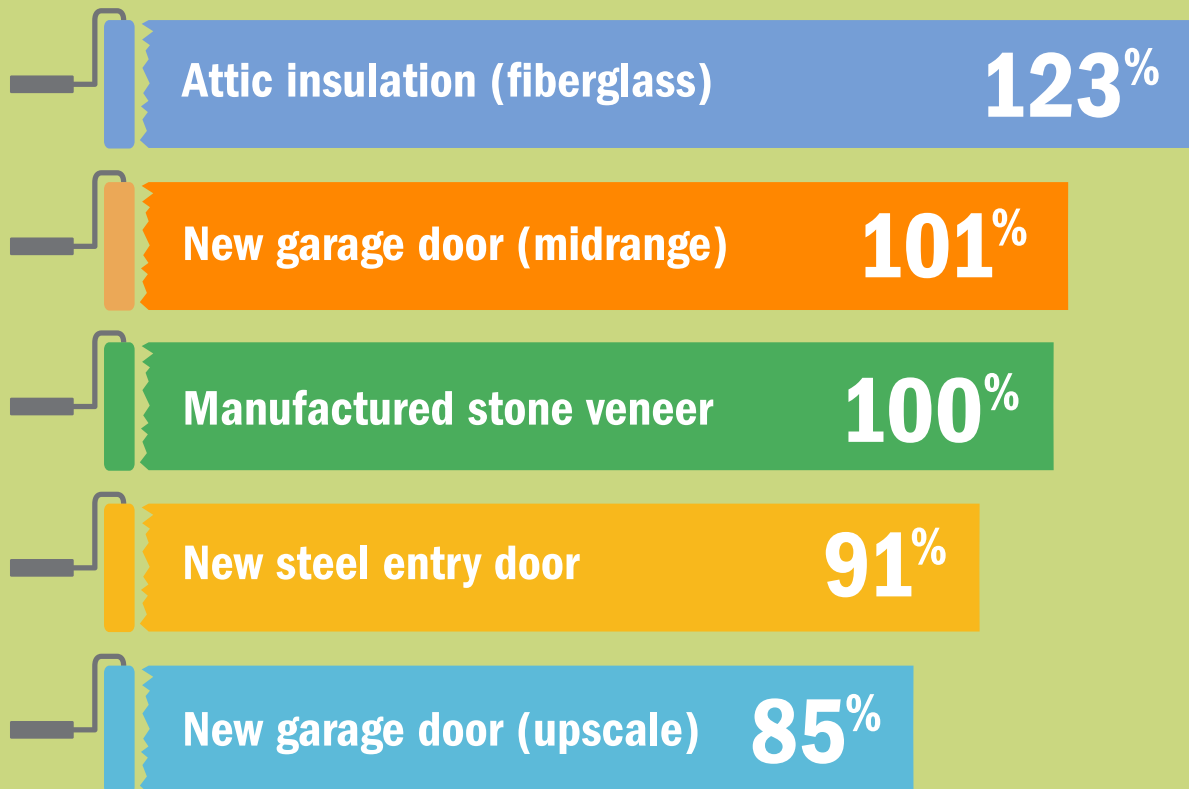 Attic insulation (fiberglass) 123%
New garage door (midrange) 101%
Manufactured stone veneer 100%
New steel entry door 91%
New garage door (upscale) 85%